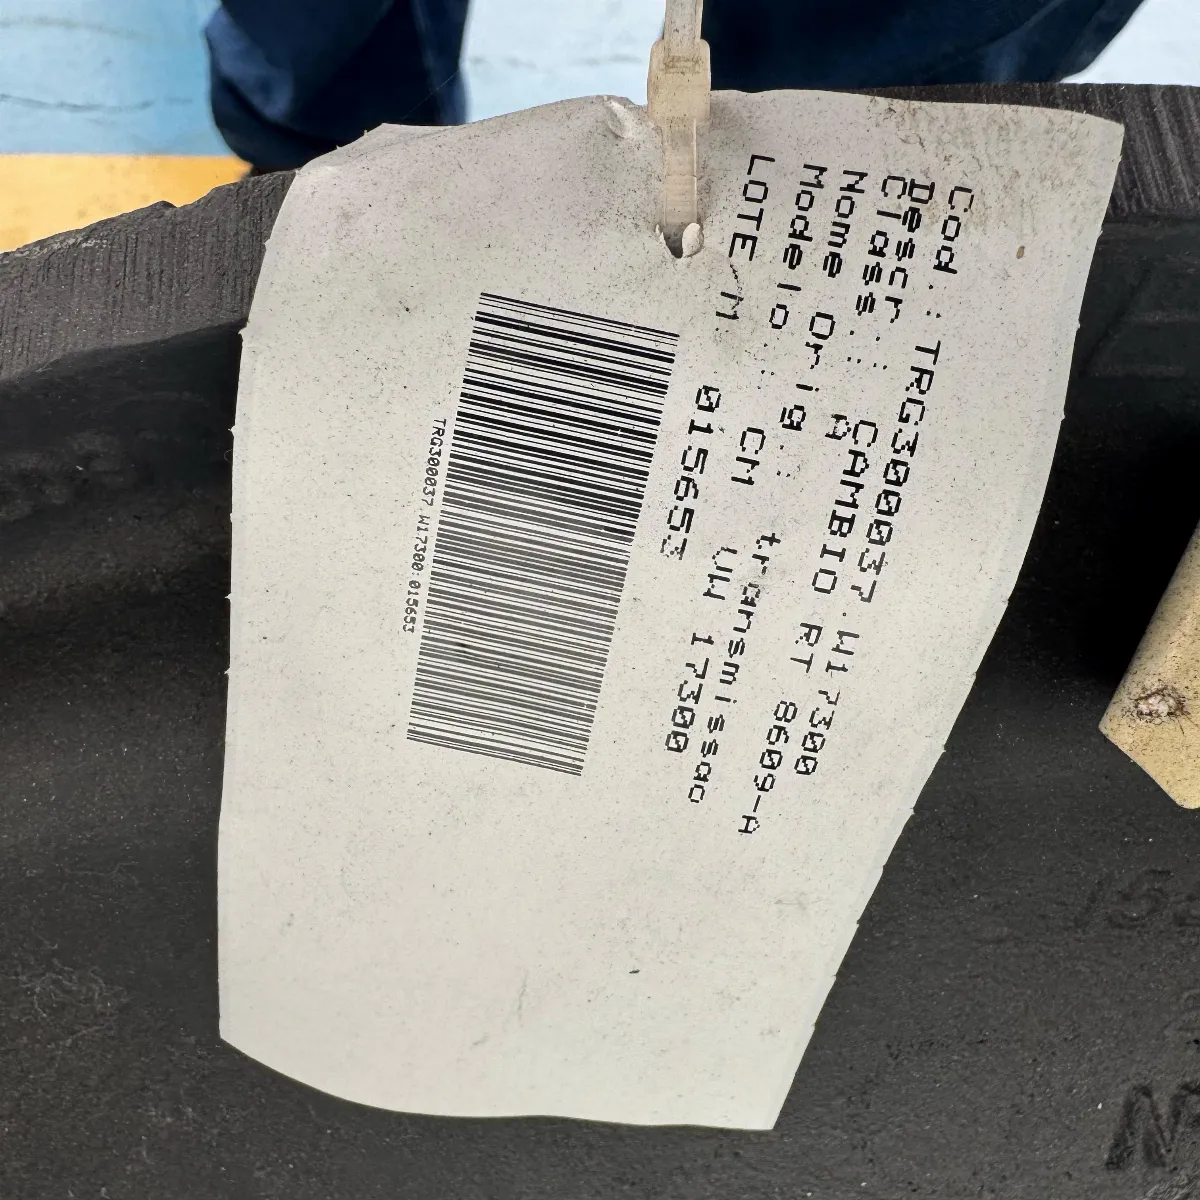 Cod.: TRG300037.W17300
Descr.: CAMBIO RT 8609-A
Class.: A
Nome Orig.: transmissao
Modelo.: Cm VW 17300
LOTE M: 015653
TRG300037 W17300:015653